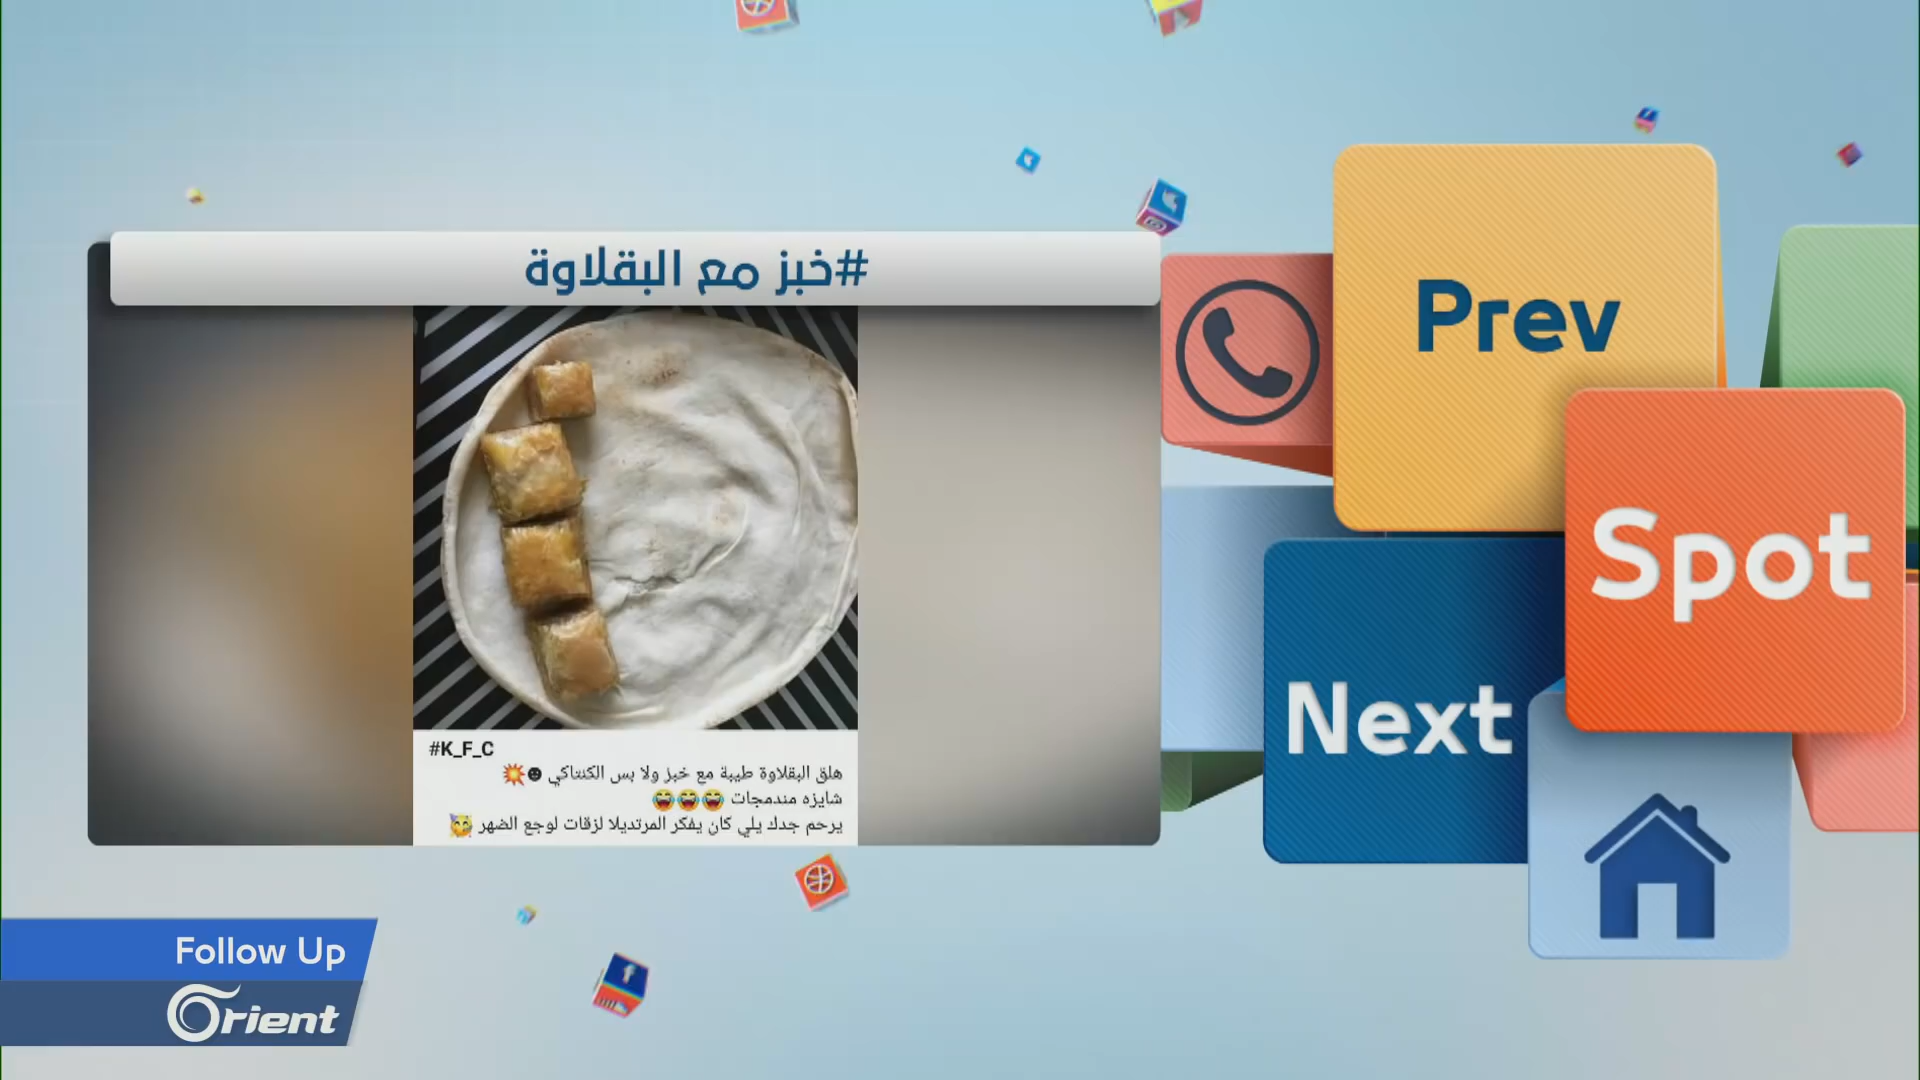 #خبز مع البقلاوة
#K_F_C
هلق البقلاوة طيبة مع خبز ولا بس الكنتاكي 🌚💥
شايزه مندمجات 😂😂😂
يرحم جدك يلي كان يفكر المرتديلا لزقات لوجع الضهر 🥳
Prev
Spot
Next
Follow Up
Orient